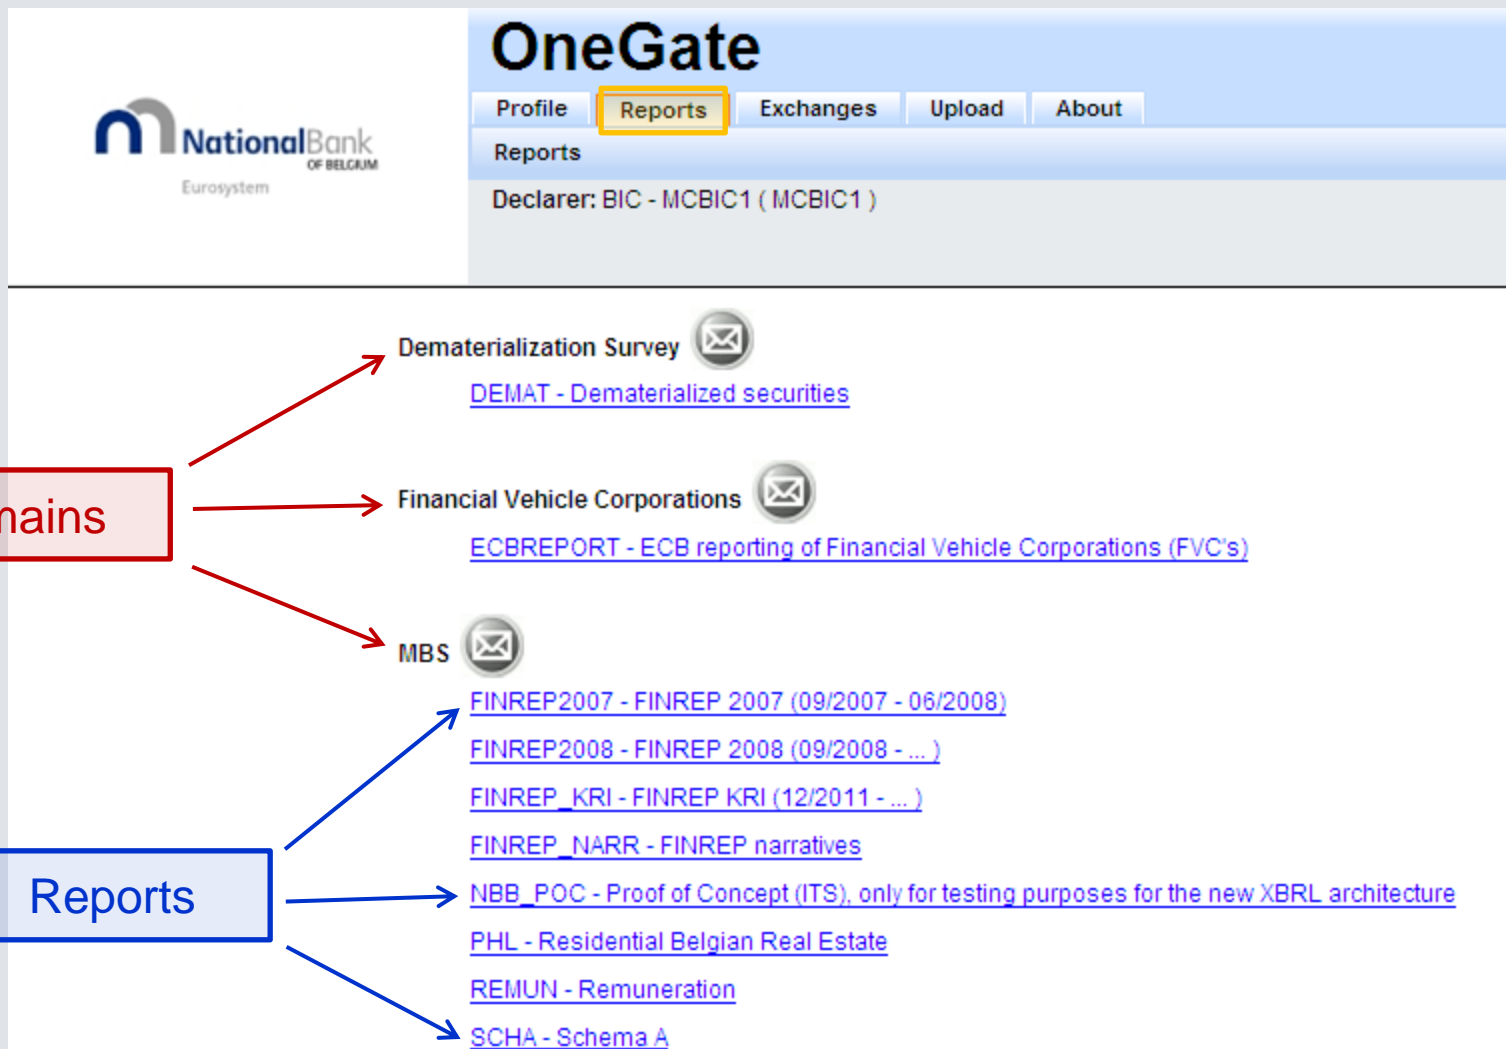 OneGate
Profile Reports Exchanges Upload About
NationalBank
OF BELGIUM
Eurosystem
Reports
Declarer: BIC - MCBIC1 ( MCBIC1 )
Dematerialization Survey
DEMAT - Dematerialized securities
mains
Financial Vehicle Corporations
ECBREPORT - ECB reporting of Financial Vehicle Corporations (FVC's)
MBS
FINREP2007 - FINREP 2007 (09/2007 - 06/2008)
FINREP2008 - FINREP 2008 (09/2008 - ... )
FINREP_KRI - FINREP KRI (12/2011 - ... )
FINREP_NARR - FINREP narratives
Reports
NBB_POC - Proof of Concept (ITS), only for testing purposes for the new XBRL architecture
PHL - Residential Belgian Real Estate
REMUN - Remuneration
SCHA - Schema A